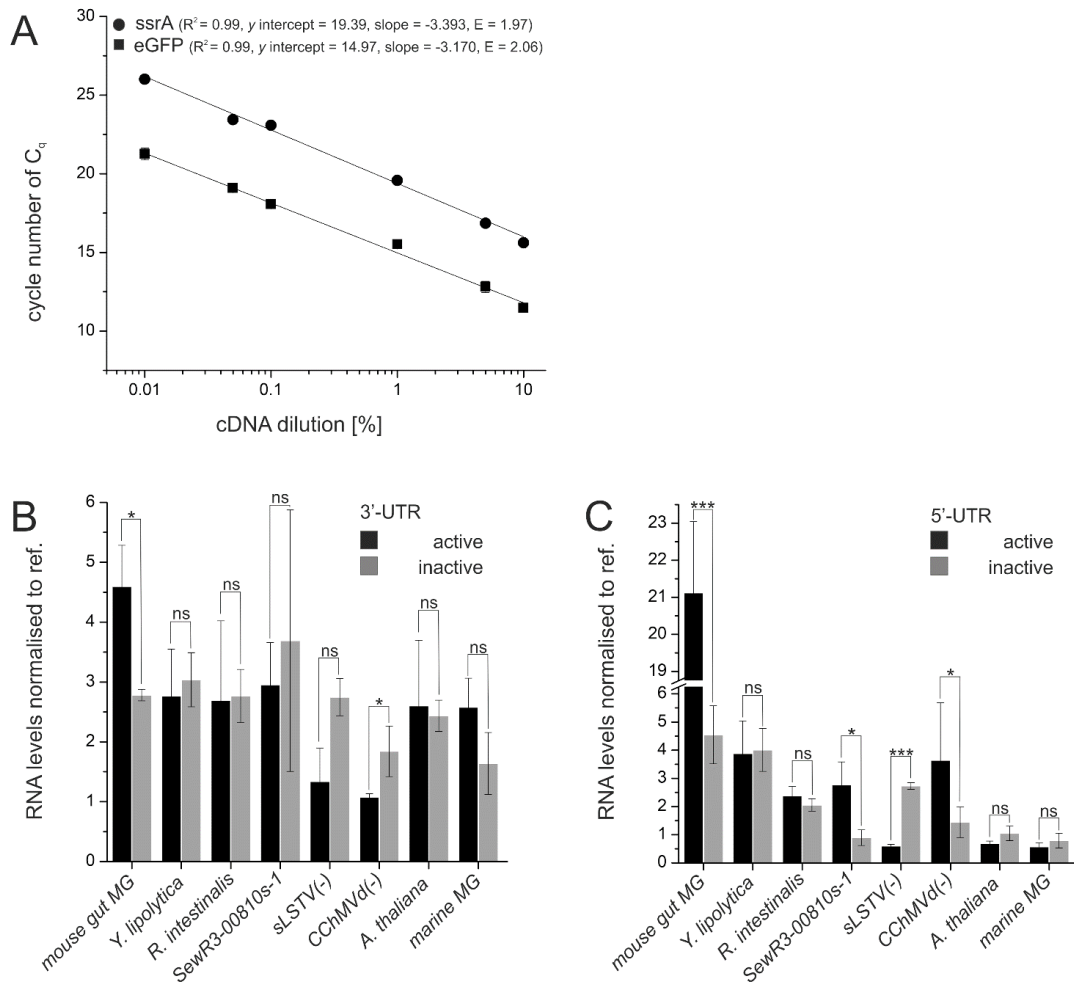 A
ssrA (R² = 0.99, y intercept = 19.39, slope = -3.393, E = 1.97)
eGFP (R² = 0.99, y intercept = 14.97, slope = -3.170, E = 2.06)
30
25
20
15
10
cycle number of Cq
0.01 0.1 1 10
cDNA dilution [%]
B
3'-UTR
active
inactive
RNA levels normalised to ref.
6
5
4
3
2
1
0
* ns ns ns ns * ns ns
mouse gut MG
Y. lipolytica
R. intestinalis
SewR3-00810s-1
sLSTV(-)
CChMVd(-)
A. thaliana
marine MG
C
5'-UTR
active
inactive
RNA levels normalised to ref.
23
22
21
20
19
18
6
5
4
3
2
1
0
*** ns ns * *** * ns ns
mouse gut MG
Y. lipolytica
R. intestinalis
SewR3-00810s-1
sLSTV(-)
CChMVd(-)
A. thaliana
marine MG